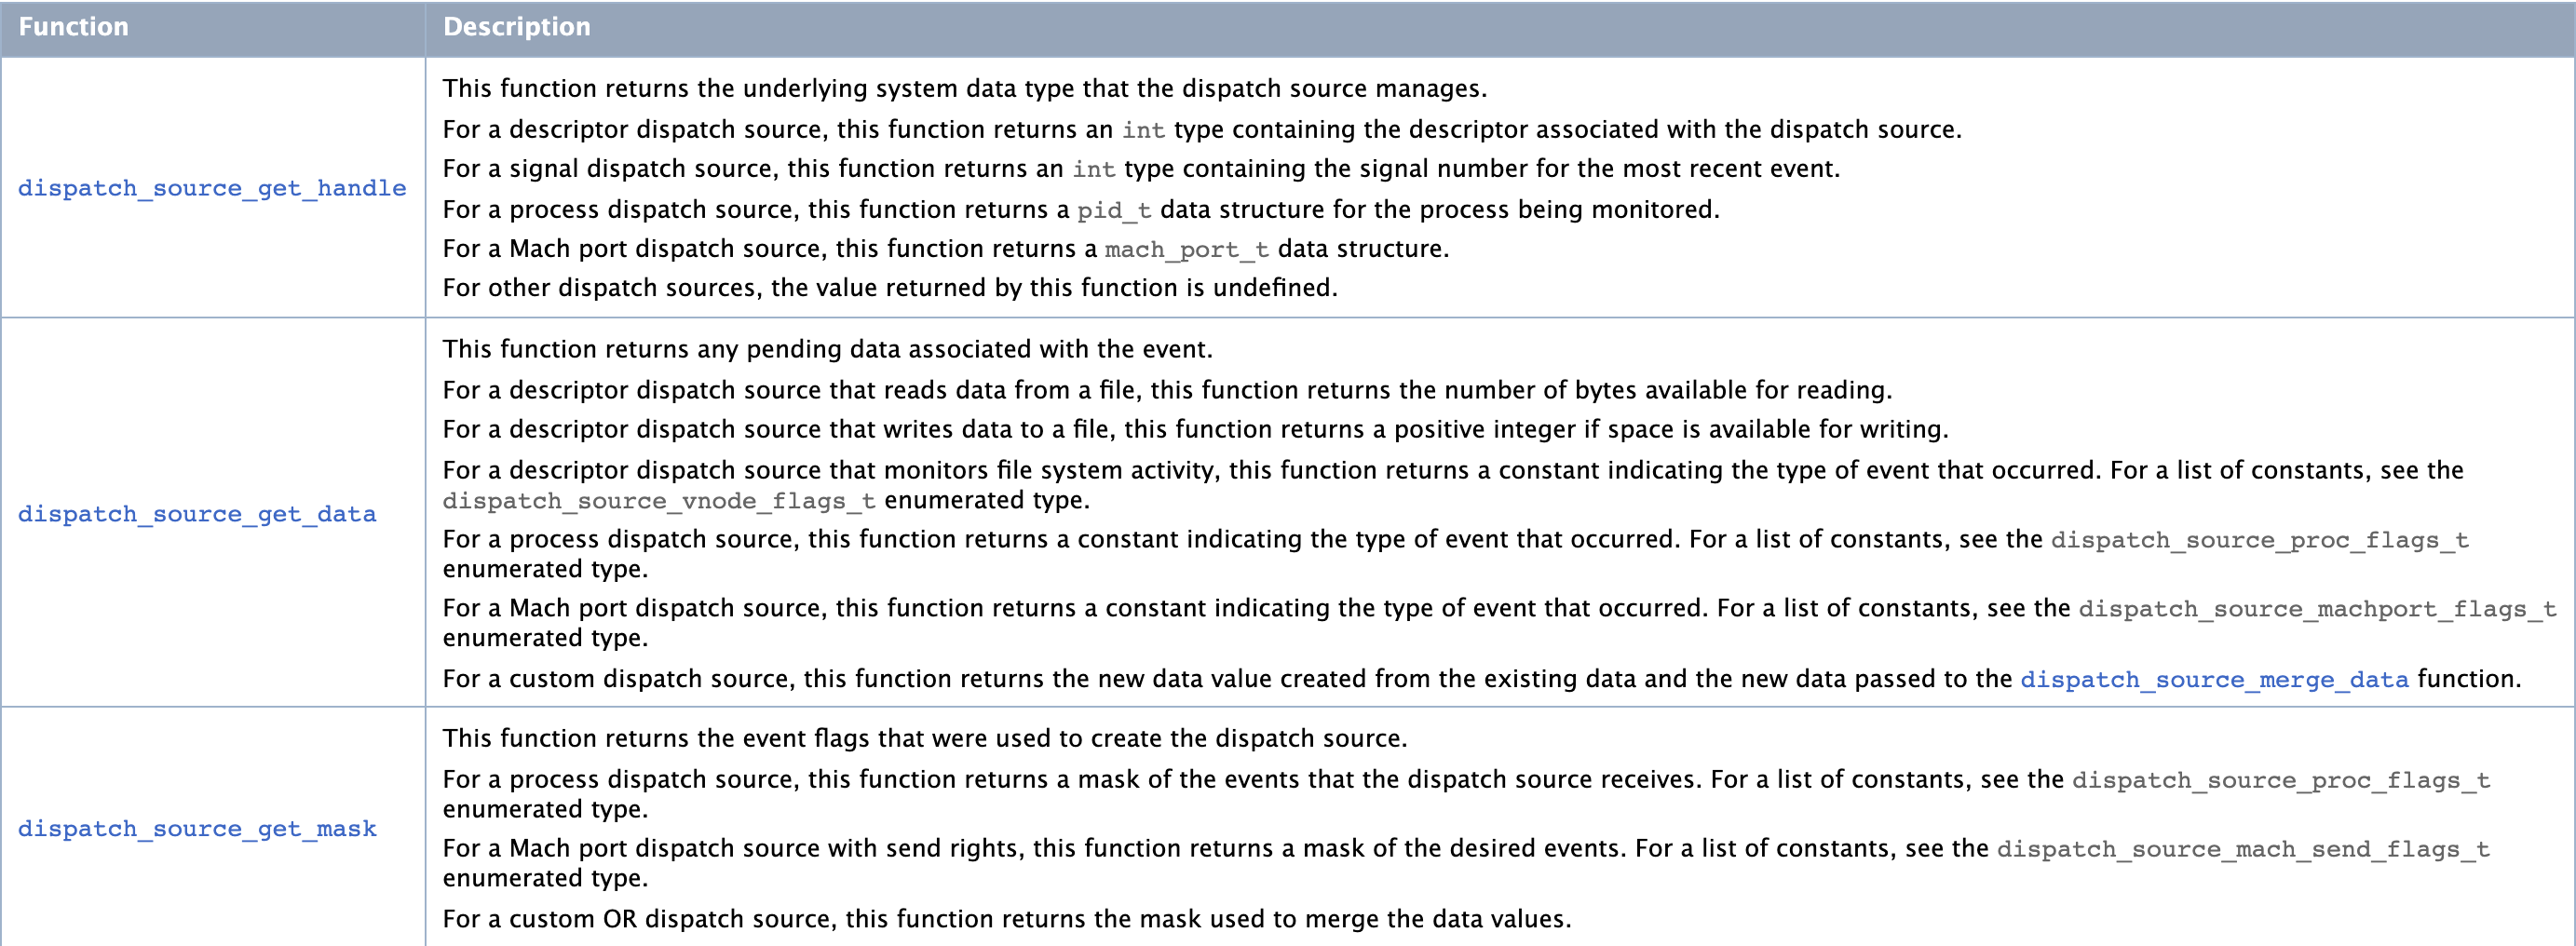 Function Description
This function returns the underlying system data type that the dispatch source manages.
For a descriptor dispatch source, this function returns an int type containing the descriptor associated with the dispatch source.
For a signal dispatch source, this function returns an int type containing the signal number for the most recent event.
dispatch_source_get_handle
For a process dispatch source, this function returns a pid_t data structure for the process being monitored.
For a Mach port dispatch source, this function returns a mach_port_t data structure.
For other dispatch sources, the value returned by this function is undefined.
This function returns any pending data associated with the event.
For a descriptor dispatch source that reads data from a file, this function returns the number of bytes available for reading.
For a descriptor dispatch source that writes data to a file, this function returns a positive integer if space is available for writing.
For a descriptor dispatch source that monitors file system activity, this function returns a constant indicating the type of event that occurred. For a list of constants, see the
dispatch_source_vnode_flags_t enumerated type.
dispatch_source_get_data
For a process dispatch source, this function returns a constant indicating the type of event that occurred. For a list of constants, see the dispatch_source_proc_flags_t
enumerated type.
For a Mach port dispatch source, this function returns a constant indicating the type of event that occurred. For a list of constants, see the dispatch_source_machport_flags_t
enumerated type.
For a custom dispatch source, this function returns the new data value created from the existing data and the new data passed to the dispatch_source_merge_data function.
This function returns the event flags that were used to create the dispatch source.
For a process dispatch source, this function returns a mask of the events that the dispatch source receives. For a list of constants, see the dispatch_source_proc_flags_t
enumerated type.
dispatch_source_get_mask
For a Mach port dispatch source with send rights, this function returns a mask of the desired events. For a list of constants, see the dispatch_source_mach_send_flags_t
enumerated type.
For a custom OR dispatch source, this function returns the mask used to merge the data values.